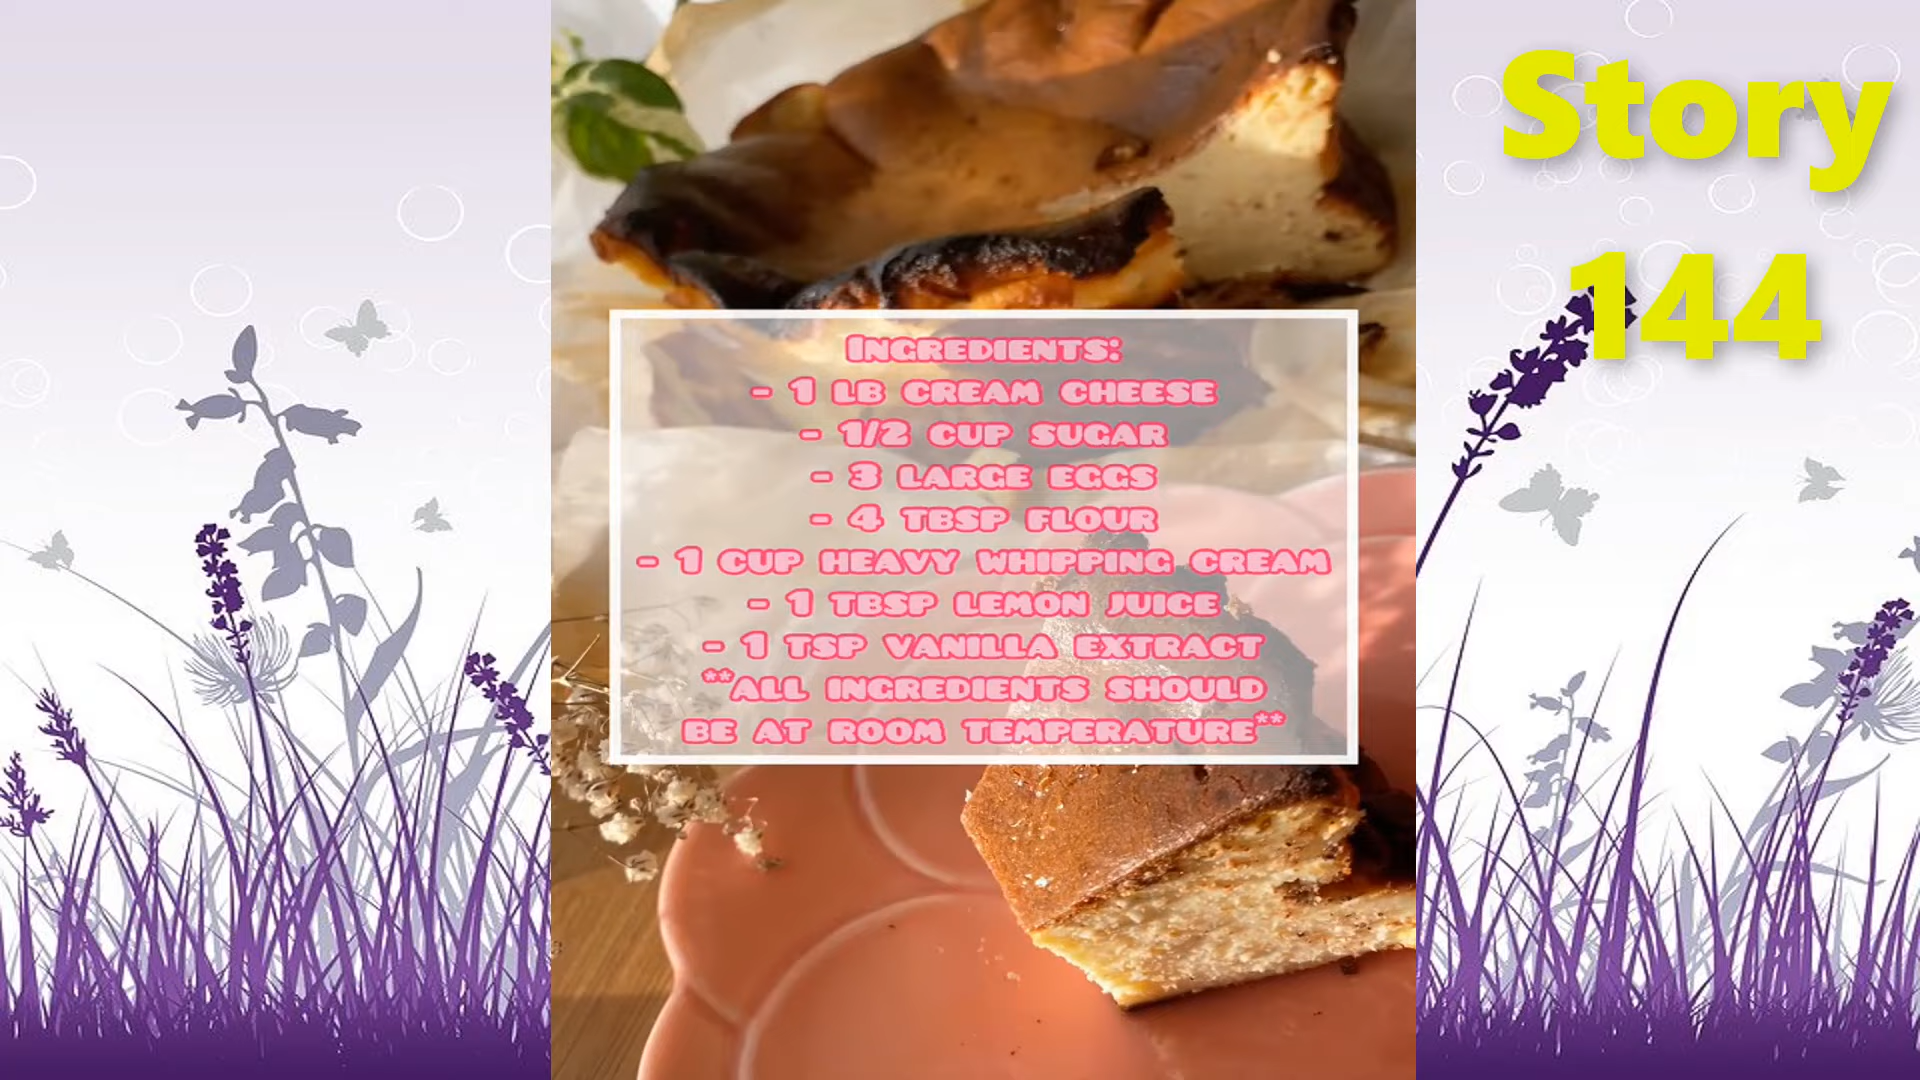 Story
144
Ingredients:
- 1 LB CREAM CHEESE
- 1/2 CUP SUGAR
- 3 LARGE EGGS
- 4 TBSP FLOUR
- 1 CUP HEAVY WHIPPING CREAM
- 1 TBSP LEMON JUICE
- 1 TSP VANILLA EXTRACT
**ALL INGREDIENTS SHOULD
BE AT ROOM TEMPERATURE**